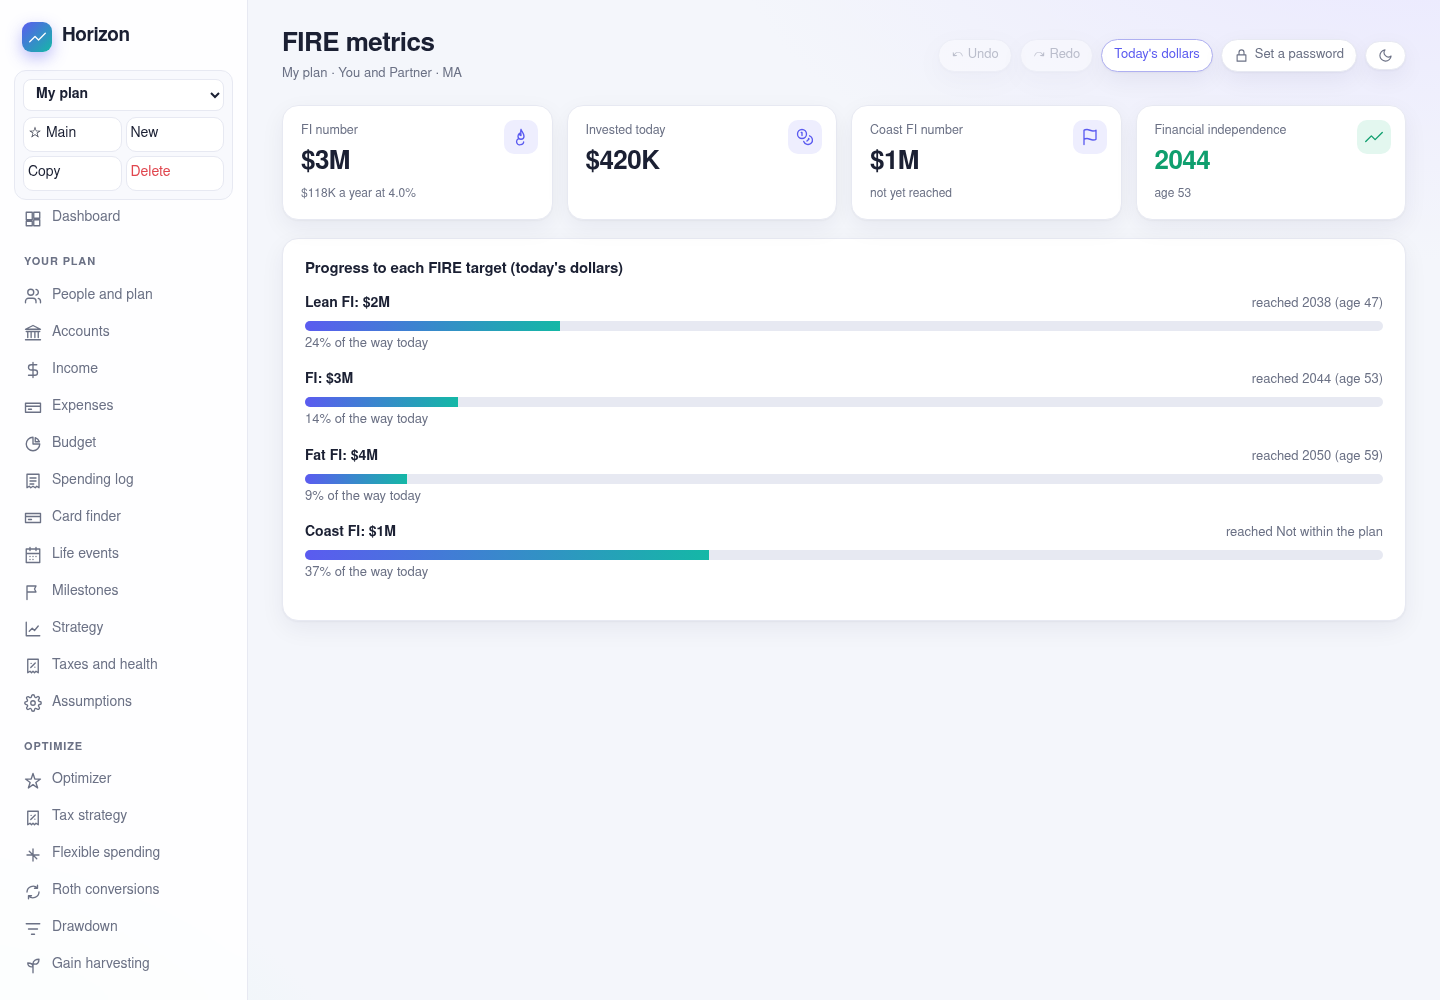 Horizon
My plan
☆ Main
New
Copy
Delete
Dashboard
YOUR PLAN
People and plan
Accounts
Income
Expenses
Budget
Spending log
Card finder
Life events
Milestones
Strategy
Taxes and health
Assumptions
OPTIMIZE
Optimizer
Tax strategy
Flexible spending
Roth conversions
Drawdown
Gain harvesting
FIRE metrics
My plan · You and Partner · MA
Undo
Redo
Today's dollars
Set a password
FI number
$3M
$118K a year at 4.0%
Invested today
$420K
Coast FI number
$1M
not yet reached
Financial independence
2044
age 53
Progress to each FIRE target (today's dollars)
Lean FI: $2M
reached 2038 (age 47)
24% of the way today
FI: $3M
reached 2044 (age 53)
14% of the way today
Fat FI: $4M
reached 2050 (age 59)
9% of the way today
Coast FI: $1M
reached Not within the plan
37% of the way today